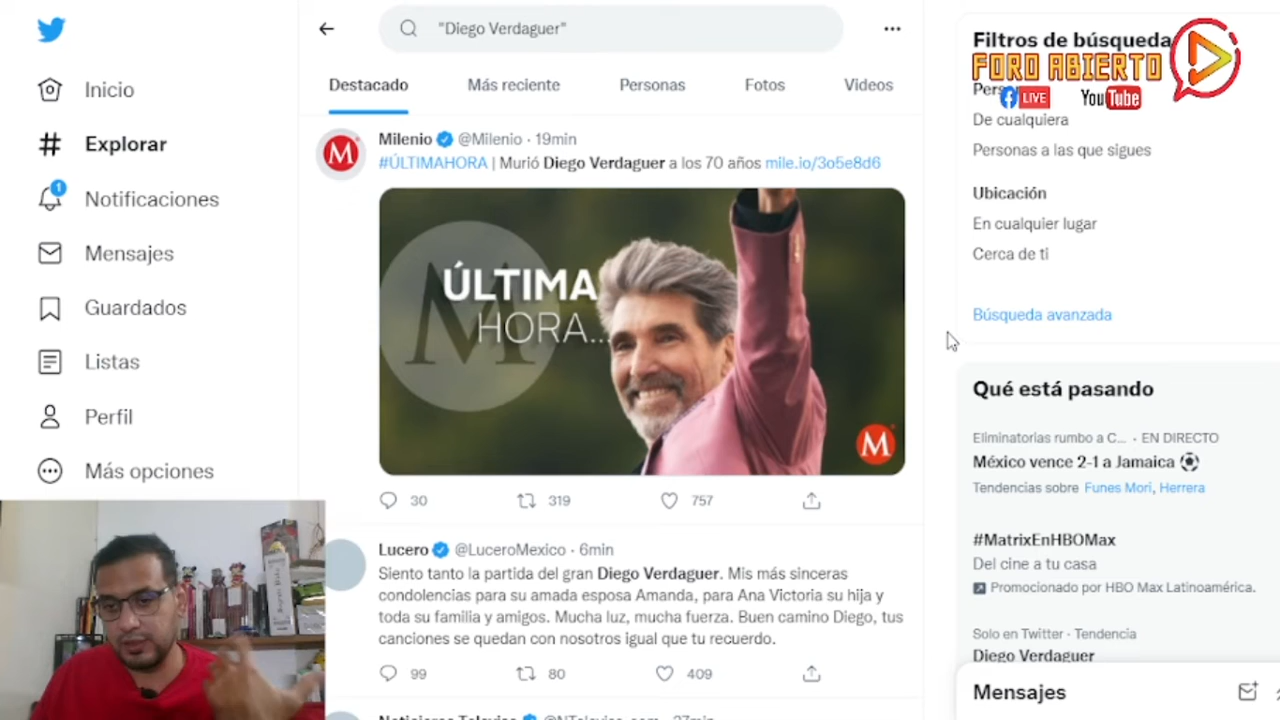 "Diego Verdaguer"
Destacado
Más reciente
Personas
Fotos
Videos
Inicio
Explorar
1
Notificaciones
Mensajes
Guardados
Listas
Perfil
Más opciones
Milenio @Milenio · 19min
#ÚLTIMAHORA | Murió Diego Verdaguer a los 70 años mile.io/3o5e8d6
M
ÚLTIMA
HORA...
M
30 319 757
Lucero @LuceroMexico · 6min
Siento tanto la partida del gran Diego Verdaguer. Mis más sinceras
condolencias para su amada esposa Amanda, para Ana Victoria su hija y
toda su familia y amigos. Mucha luz, mucha fuerza. Buen camino Diego, tus
canciones se quedan con nosotros igual que tu recuerdo.
99 80 409
Filtros de búsqueda
FORO ABIERTO
LIVE
YouTube
De cualquiera
Personas a las que sigues
Ubicación
En cualquier lugar
Cerca de ti
Búsqueda avanzada
Qué está pasando
Eliminatorias rumbo a C... · EN DIRECTO
México vence 2-1 a Jamaica
Tendencias sobre Funes Mori, Herrera
#MatrixEnHBOMax
Del cine a tu casa
Promocionado por HBO Max Latinoamérica.
Solo en Twitter · Tendencia
Diego Verdaguer
Mensajes